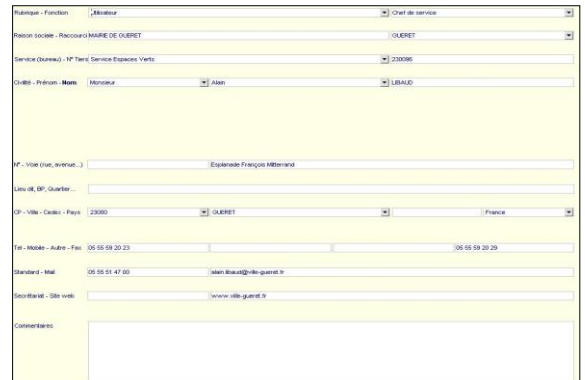 Rubrique - Fonction Utilisateur Chef de service
Raison sociale - Raccourci MAIRIE DE GUERET GUERET
Service (bureau) - N° Tiers Service Espaces Verts 230096
Civilité - Prénom - Nom Monsieur Alain LIBAUD
N° - Voie (rue, avenue...) Esplanade François Mitterrand
Lieu dit, BP, Quartier...
CP - Ville - Cedex - Pays 23000 GUERET France
Tel - Mobile - Autre - Fax 05 55 59 20 23 05 55 59 20 29
Standard - Mail 05 55 51 47 00 alain.libaud@ville-gueret.fr
Secrétariat - Site web www.ville-gueret.fr
Commentaires